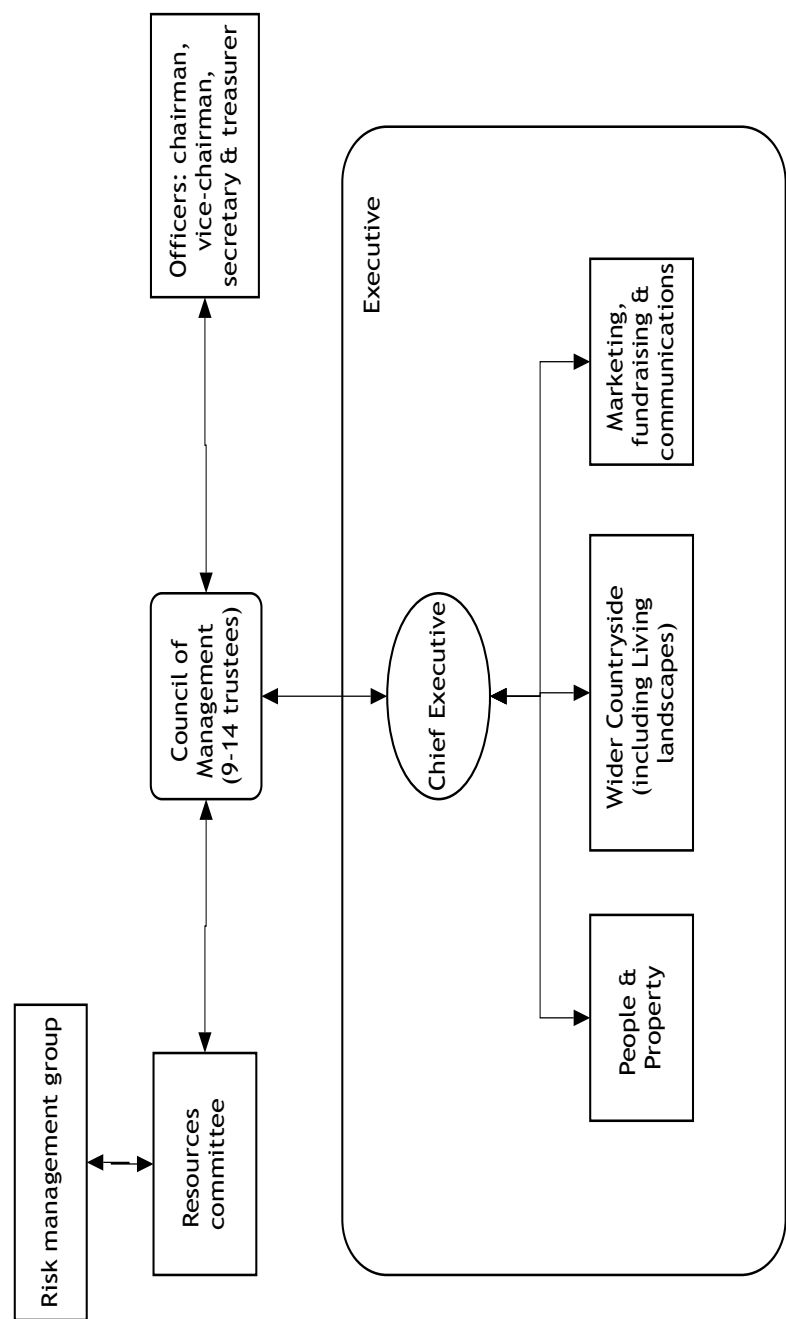 Risk management group
Resources
committee
Council of
Management
(9-14 trustees)
Officers: chairman,
vice-chairman,
secretary & treasurer
Executive
Chief Executive
People &
Property
Wider Countryside
(including Living
landscapes)
Marketing,
fundraising &
communications